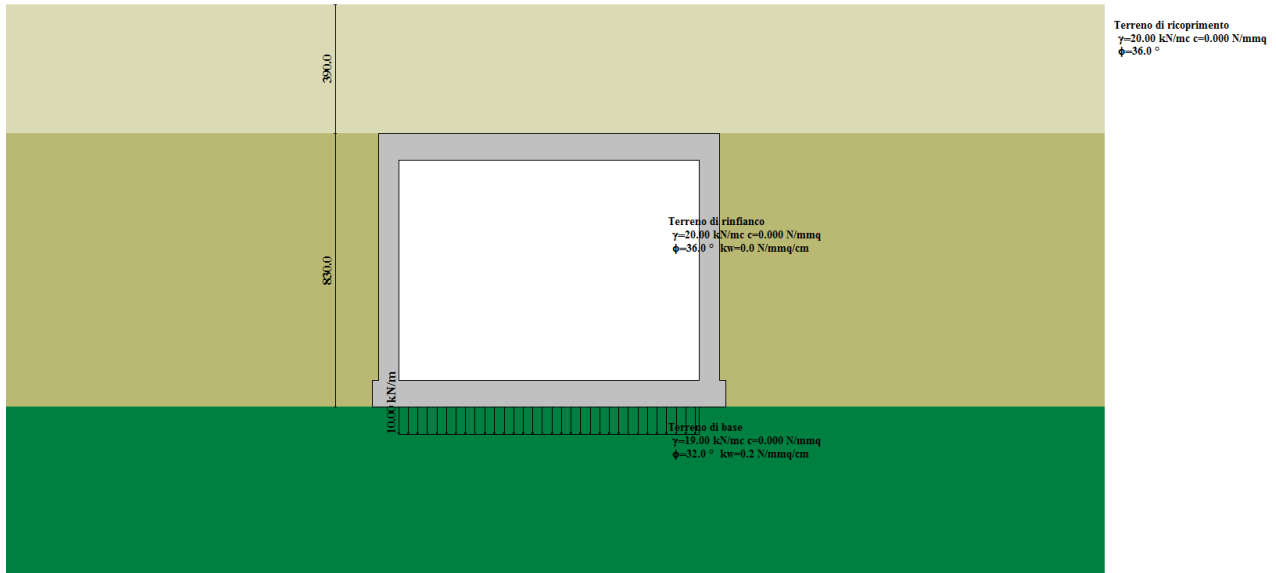 Terreno di ricoprimento
γ=20.00 kN/mc c=0.000 N/mmq
ϕ=36.0 °
390.0
Terreno di rinfianco
γ=20.00 kN/mc c=0.000 N/mmq
ϕ=36.0 ° kw=0.0 N/mmq/cm
830.0
10.00 kN/m
Terreno di base
γ=19.00 kN/mc c=0.000 N/mmq
ϕ=32.0 ° kw=0.2 N/mmq/cm